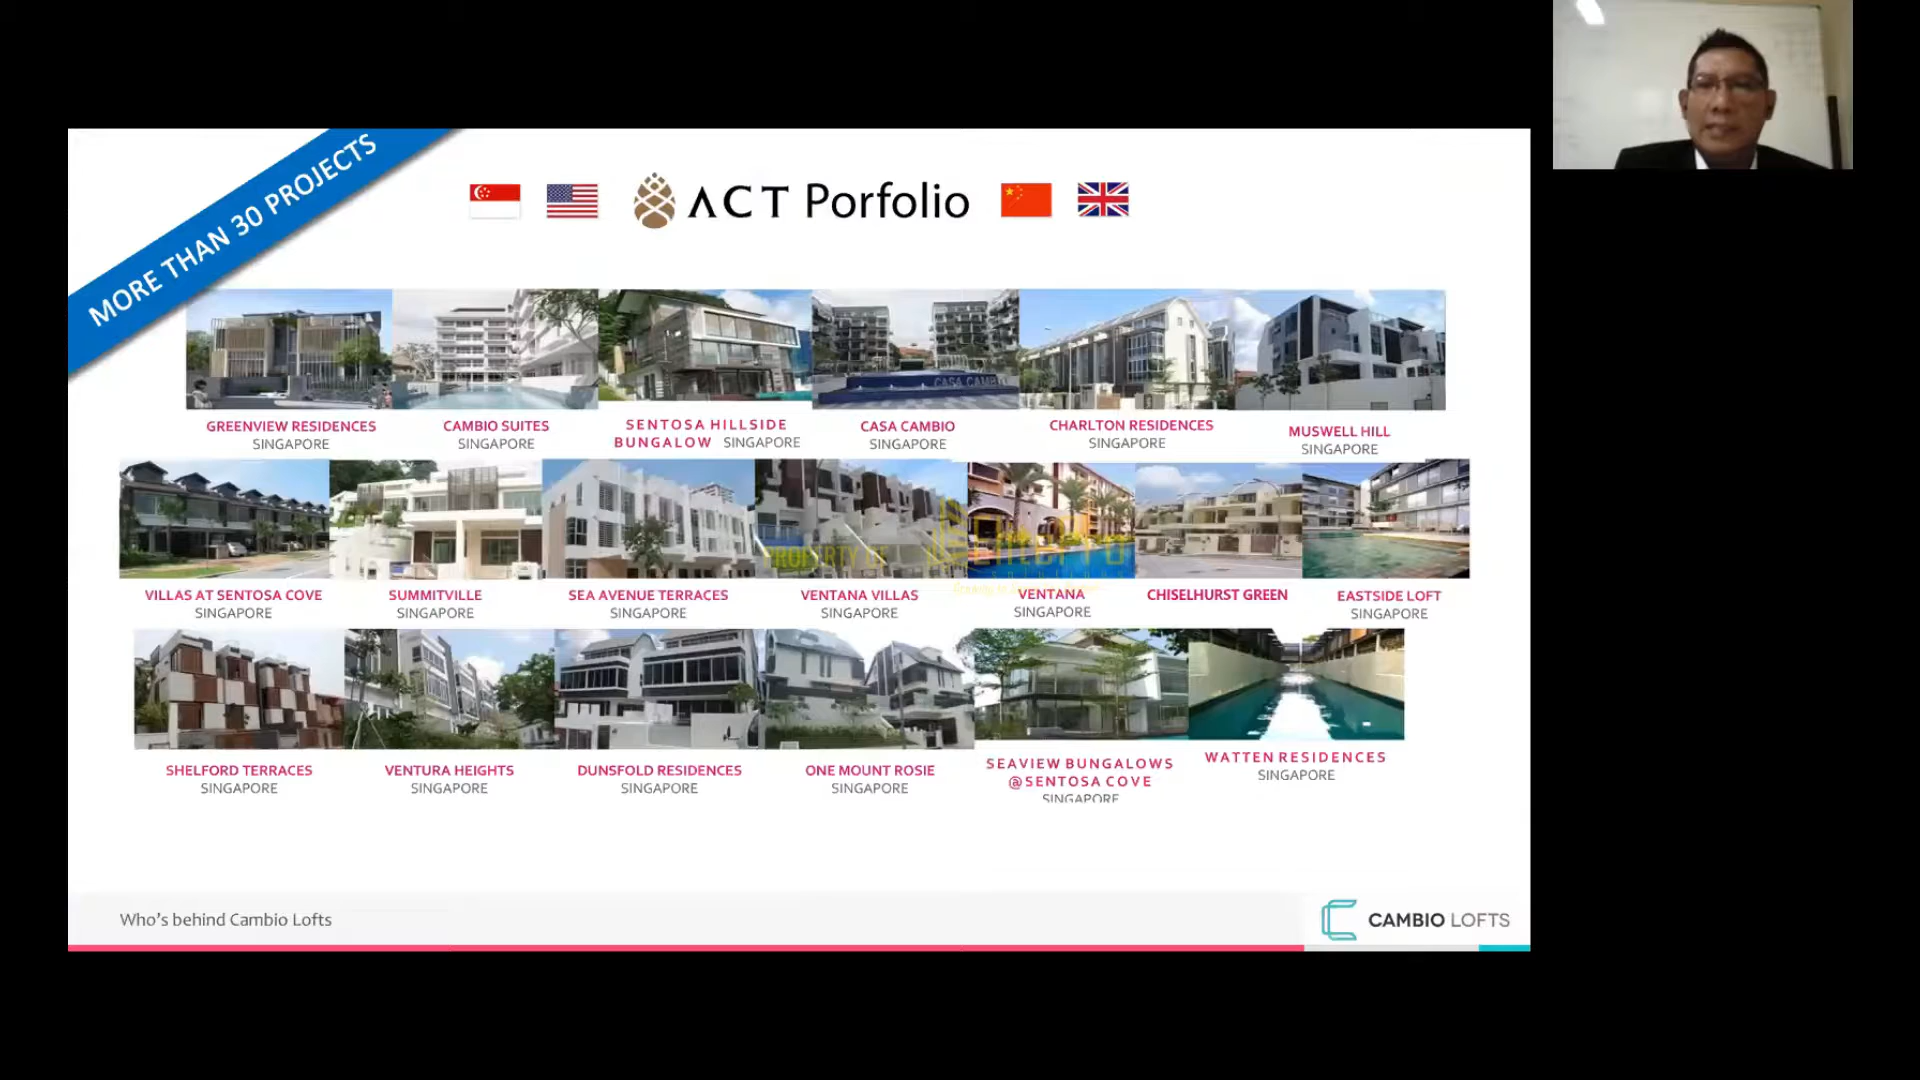 MORE THAN 30 PROJECTS
ACT Porfolio
GREENVIEW RESIDENCES
SINGAPORE
CAMBIO SUITES
SINGAPORE
SENTOSA HILLSIDE
BUNGALOW SINGAPORE
CASA CAMBIO
SINGAPORE
CHARLTON RESIDENCES
SINGAPORE
MUSWELL HILL
SINGAPORE
VILLAS AT SENTOSA COVE
SINGAPORE
SUMMITVILLE
SINGAPORE
SEA AVENUE TERRACES
SINGAPORE
VENTANA VILLAS
SINGAPORE
VENTANA
SINGAPORE
CHISELHURST GREEN
EASTSIDE LOFT
SINGAPORE
PROPERTY OF
SHELFORD TERRACES
SINGAPORE
VENTURA HEIGHTS
SINGAPORE
DUNSFOLD RESIDENCES
SINGAPORE
ONE MOUNT ROSIE
SINGAPORE
SEAVIEW BUNGALOWS
@SENTOSA COVE
SINGAPORE
WATTEN RESIDENCES
SINGAPORE
Who's behind Cambio Lofts
CAMBIO LOFTS